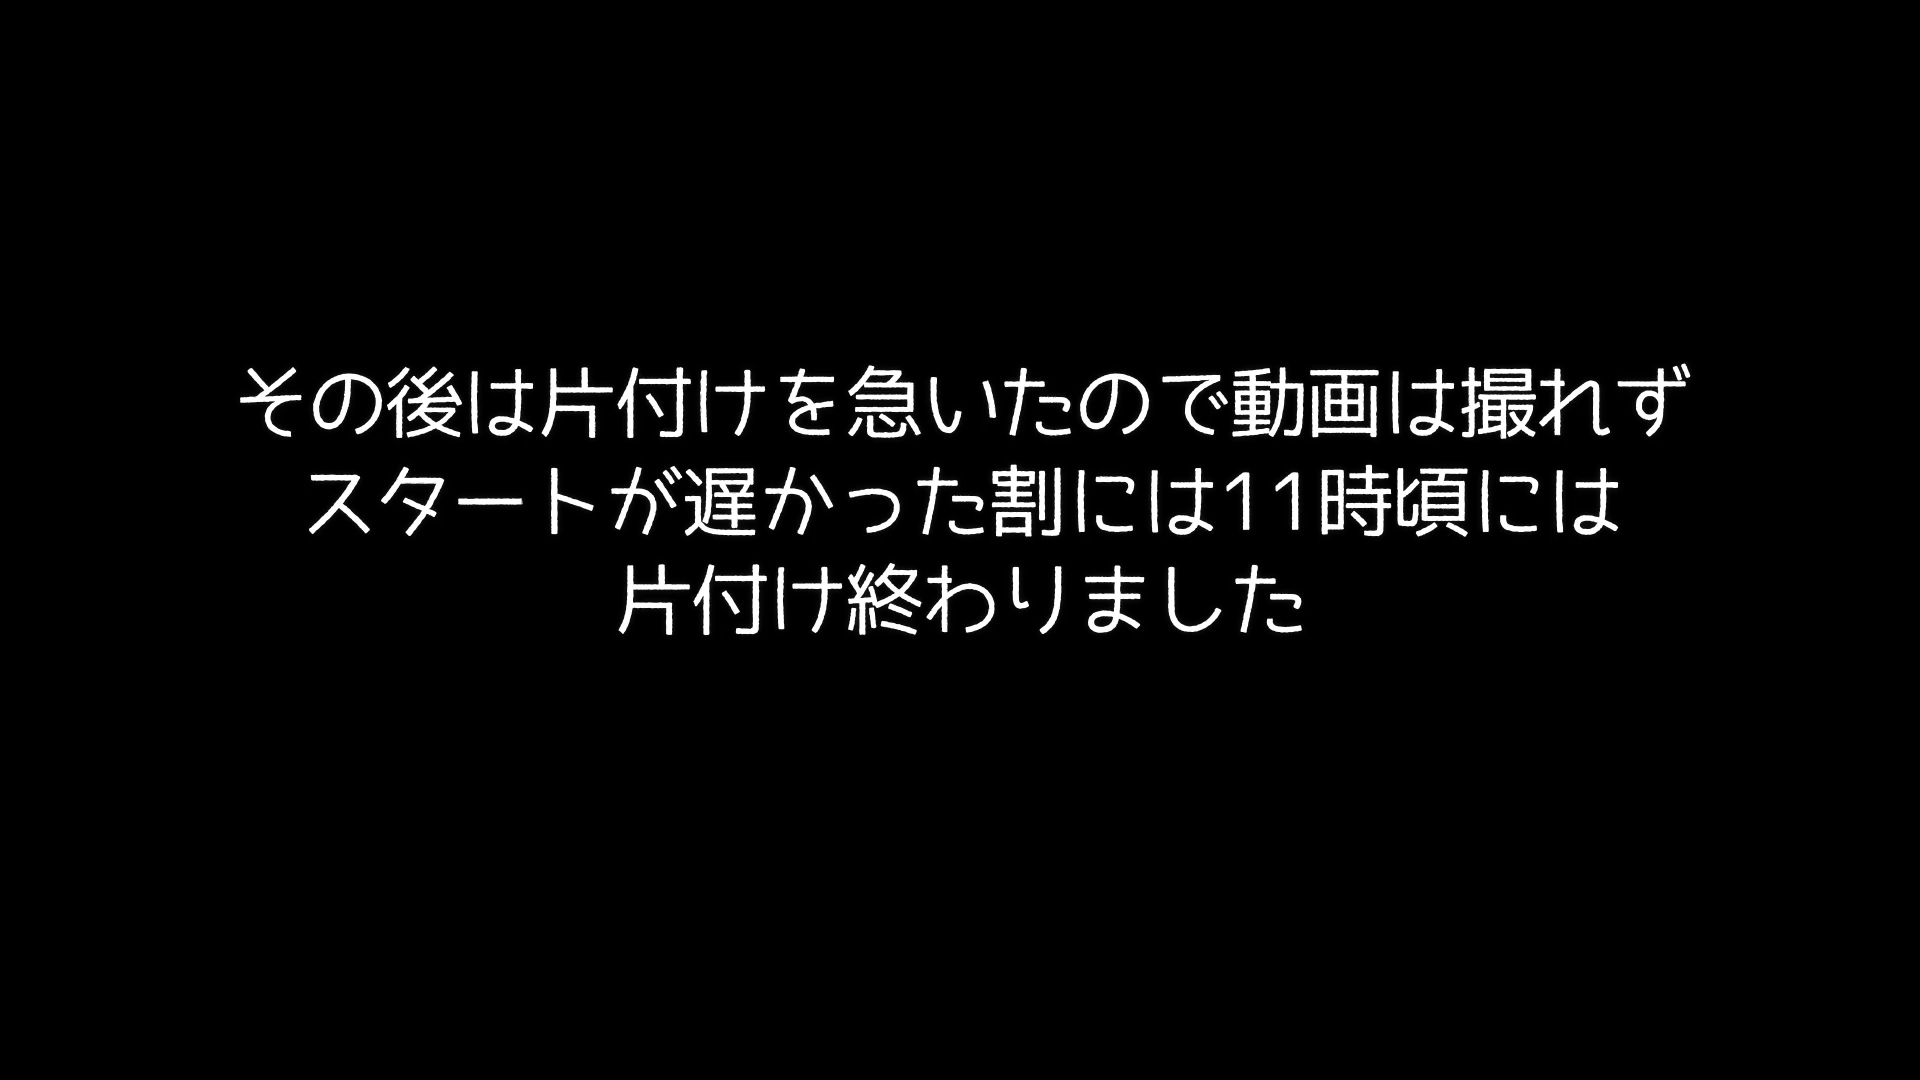 その後は片付けを急いたので動画は撮れず
スタートが遅かった割には11時頃には
片付け終わりました